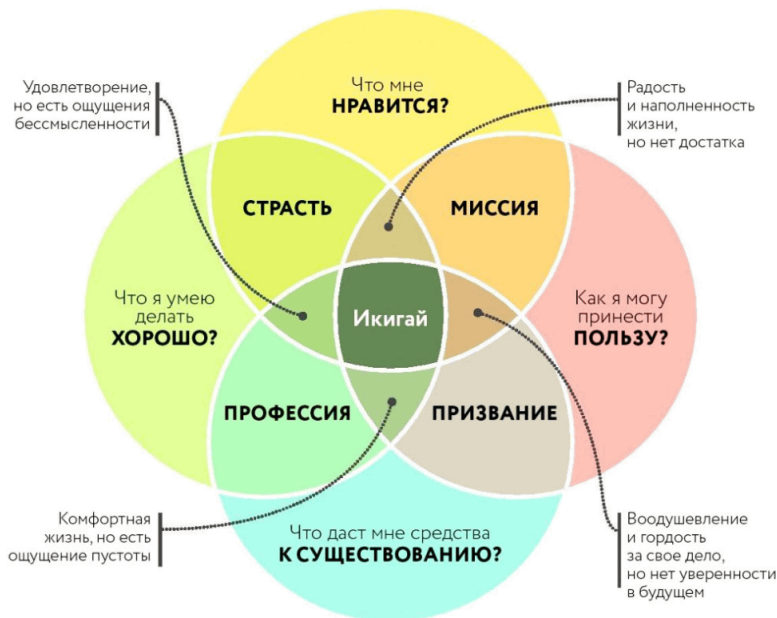 Что мне
НРАВИТСЯ?
Удовлетворение,
но есть ощущения
бессмысленности
Радость
и наполненность
жизни,
но нет достатка
СТРАСТЬ
МИССИЯ
Что я умею
делать
ХОРОШО?
Икигай
Как я могу
принести
ПОЛЬЗУ?
ПРОФЕССИЯ
ПРИЗВАНИЕ
Комфортная
жизнь, но есть
ощущение пустоты
Что даст мне средства
К СУЩЕСТВОВАНИЮ?
Воодушевление
и гордость
за свое дело,
но нет уверенности
в будущем